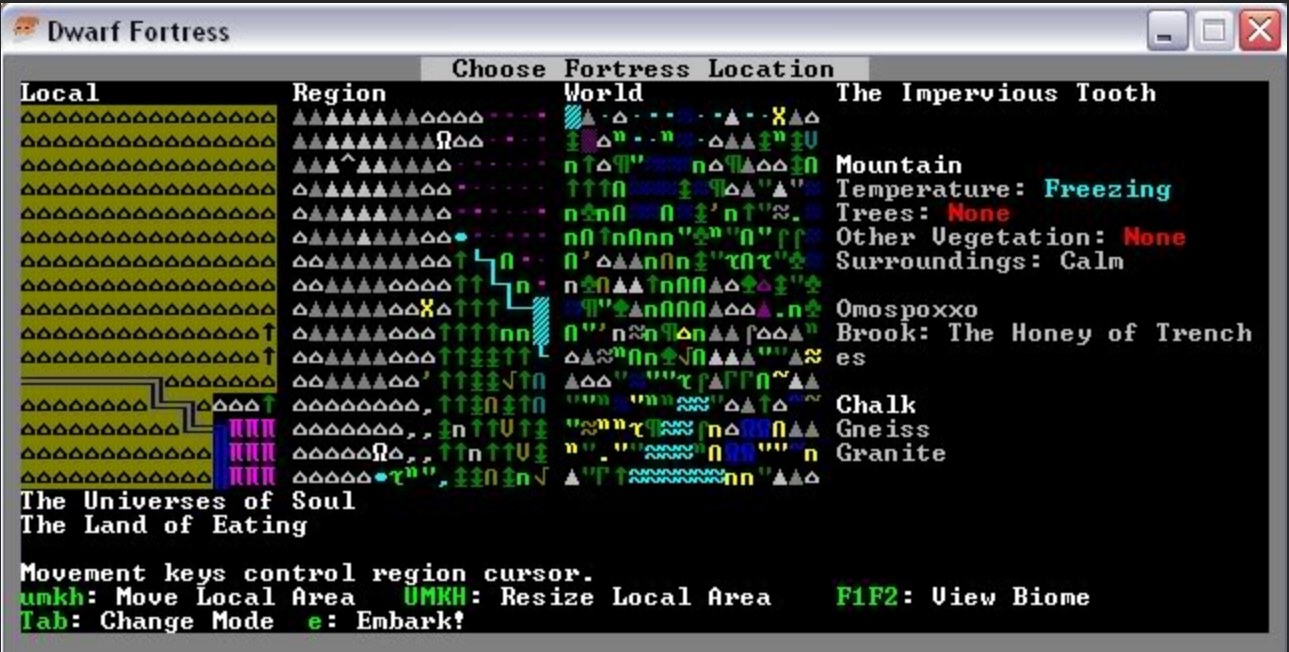 Dwarf Fortress
Choose Fortress Location
Local Region World The Impervious Tooth
Mountain
Temperature: Freezing
Trees: None
Other Vegetation: None
Surroundings: Calm
Omospoxxo
Brook: The Honey of Trench
es
Chalk
Gneiss
Granite
The Universes of Soul
The Land of Eating
Movement keys control region cursor.
umkh: Move Local Area UMKH: Resize Local Area F1F2: View Biome
Tab: Change Mode e: Embark!